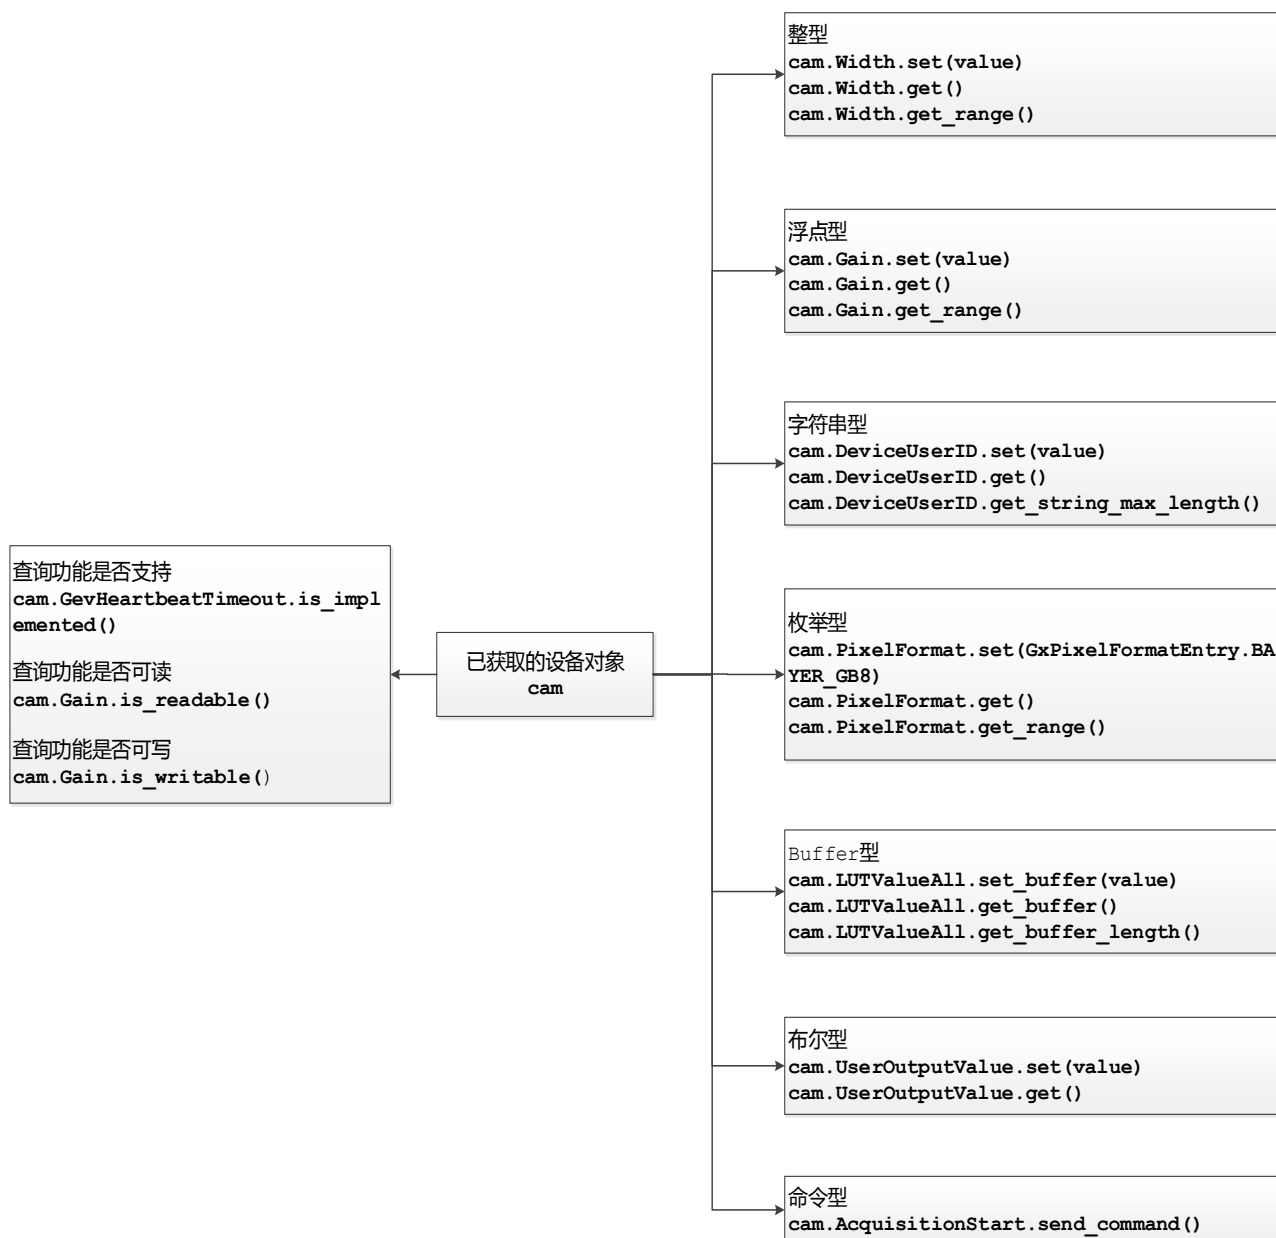 整型
cam.Width.set(value)
cam.Width.get()
cam.Width.get_range()
浮点型
cam.Gain.set(value)
cam.Gain.get()
cam.Gain.get_range()
字符串型
cam.DeviceUserID.set(value)
cam.DeviceUserID.get()
cam.DeviceUserID.get_string_max_length()
查询功能是否支持
cam.GevHeartbeatTimeout.is_impl
emented()
查询功能是否可读
cam.Gain.is_readable()
查询功能是否可写
cam.Gain.is_writable()
已获取的设备对象
cam
枚举型
cam.PixelFormat.set(GxPixelFormatEntry.BA
YER_GB8)
cam.PixelFormat.get()
cam.PixelFormat.get_range()
Buffer型
cam.LUTValueAll.set_buffer(value)
cam.LUTValueAll.get_buffer()
cam.LUTValueAll.get_buffer_length()
布尔型
cam.UserOutputValue.set(value)
cam.UserOutputValue.get()
命令型
cam.AcquisitionStart.send_command()